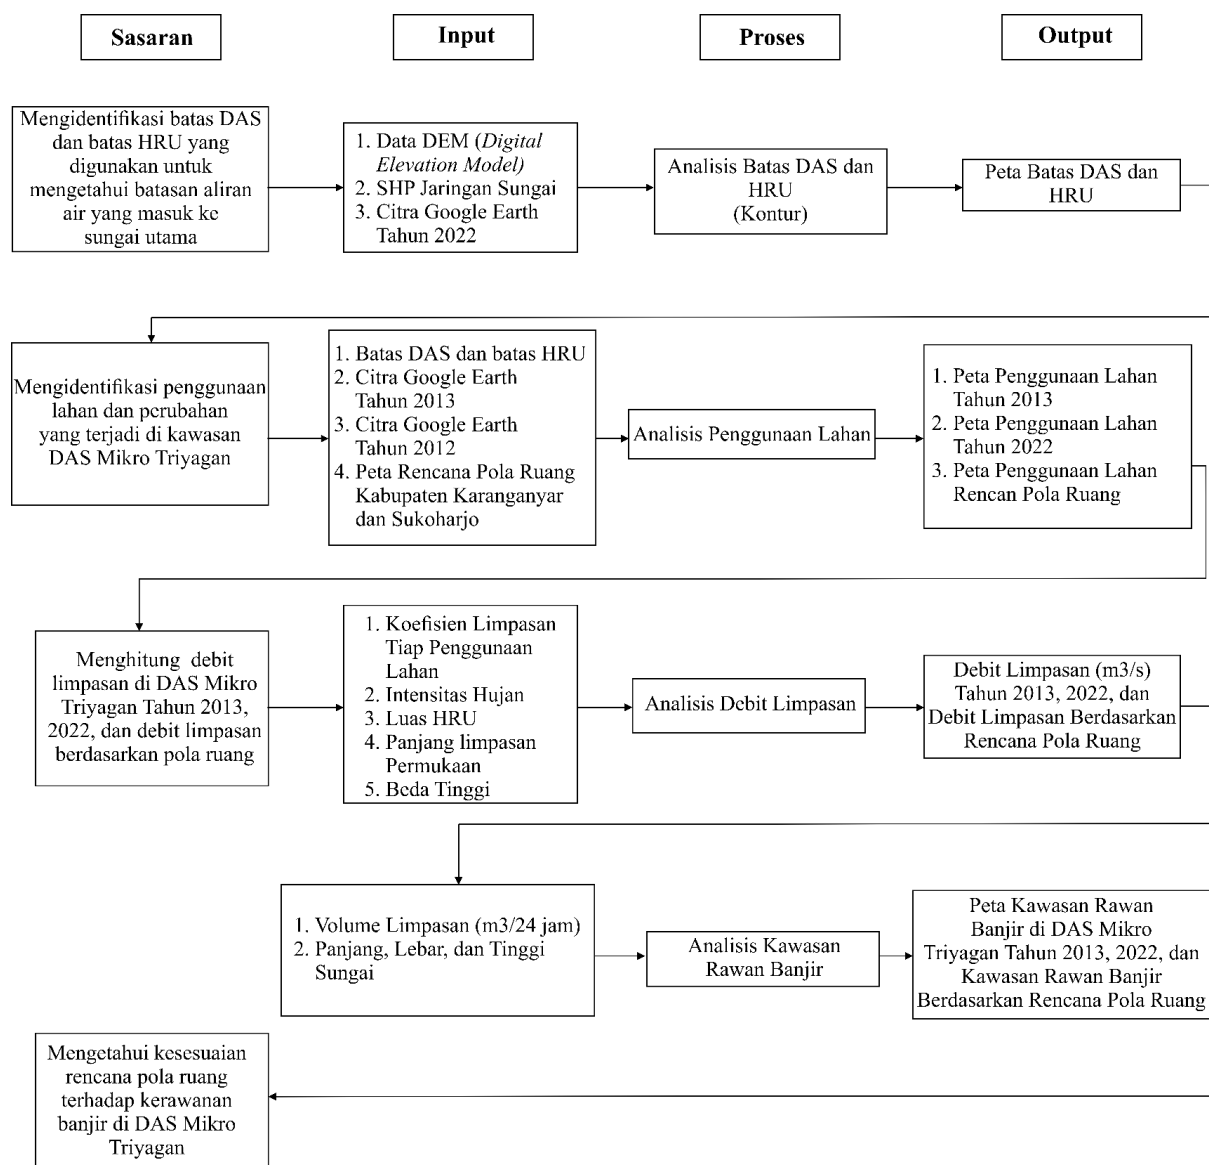 Sasaran
Input
Proses
Output
Mengidentifikasi batas DAS
dan batas HRU yang
digunakan untuk
mengetahui batasan aliran
air yang masuk ke
sungai utama
1. Data DEM (Digital
Elevation Model)
2. SHP Jaringan Sungai
3. Citra Google Earth
Tahun 2022
Analisis Batas DAS dan
HRU
(Kontur)
Peta Batas DAS dan
HRU
Mengidentifikasi penggunaan
lahan dan perubahan
yang terjadi di kawasan
DAS Mikro Triyagan
1. Batas DAS dan batas HRU
2. Citra Google Earth
Tahun 2013
3. Citra Google Earth
Tahun 2012
4. Peta Rencana Pola Ruang
Kabupaten Karanganyar
dan Sukoharjo
Analisis Penggunaan Lahan
1. Peta Penggunaan Lahan
Tahun 2013
2. Peta Penggunaan Lahan
Tahun 2022
3. Peta Penggunaan Lahan
Rencan Pola Ruang
Menghitung debit
limpasan di DAS Mikro
Triyagan Tahun 2013,
2022, dan debit limpasan
berdasarkan pola ruang
1. Koefisien Limpasan
Tiap Penggunaan
Lahan
2. Intensitas Hujan
3. Luas HRU
4. Panjang limpasan
Permukaan
5. Beda Tinggi
Analisis Debit Limpasan
Debit Limpasan (m3/s)
Tahun 2013, 2022, dan
Debit Limpasan Berdasarkan
Rencana Pola Ruang
1. Volume Limpasan (m3/24 jam)
2. Panjang, Lebar, dan Tinggi
Sungai
Analisis Kawasan
Rawan Banjir
Peta Kawasan Rawan
Banjir di DAS Mikro
Triyagan Tahun 2013, 2022, dan
Kawasan Rawan Banjir
Berdasarkan Rencana Pola Ruang
Mengetahui kesesuaian
rencana pola ruang
terhadap kerawanan
banjir di DAS Mikro
Triyagan